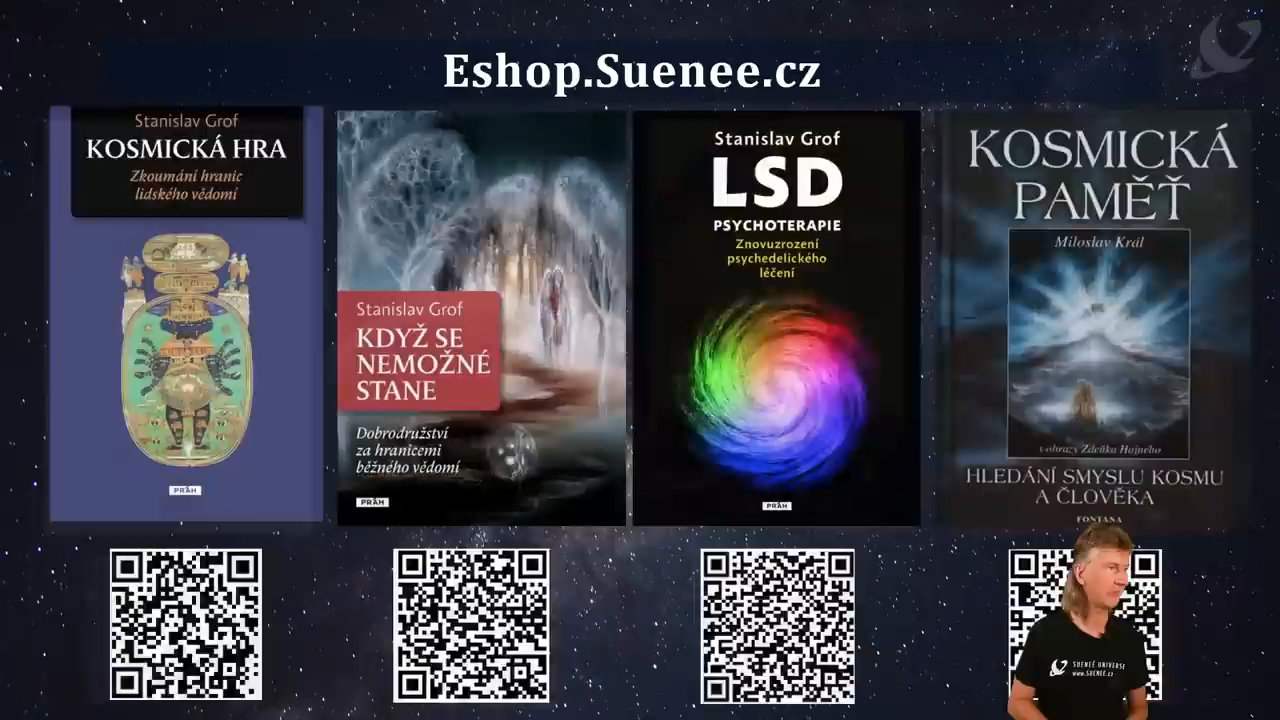 Eshop.Suenee.cz
Stanislav Grof
KOSMICKÁ HRA
Zkoumání hranic
lidského vědomí
PRÁH
Stanislav Grof
KDYŽ SE
NEMOŽNÉ
STANE
Dobrodružství
za hranicemi
běžného vědomí
PRÁH
Stanislav Grof
LSD
PSYCHOTERAPIE
Znovuzrození
psychedelického
léčení
PRÁH
KOSMICKÁ
PAMĚŤ
Miloslav Král
v obrazy Zdeňka Hajného
HLEDÁNÍ SMYSLU KOSMU
A ČLOVĚKA
FONTANA
SUENEÉ UNIVERSE
www.SUENEE.cz